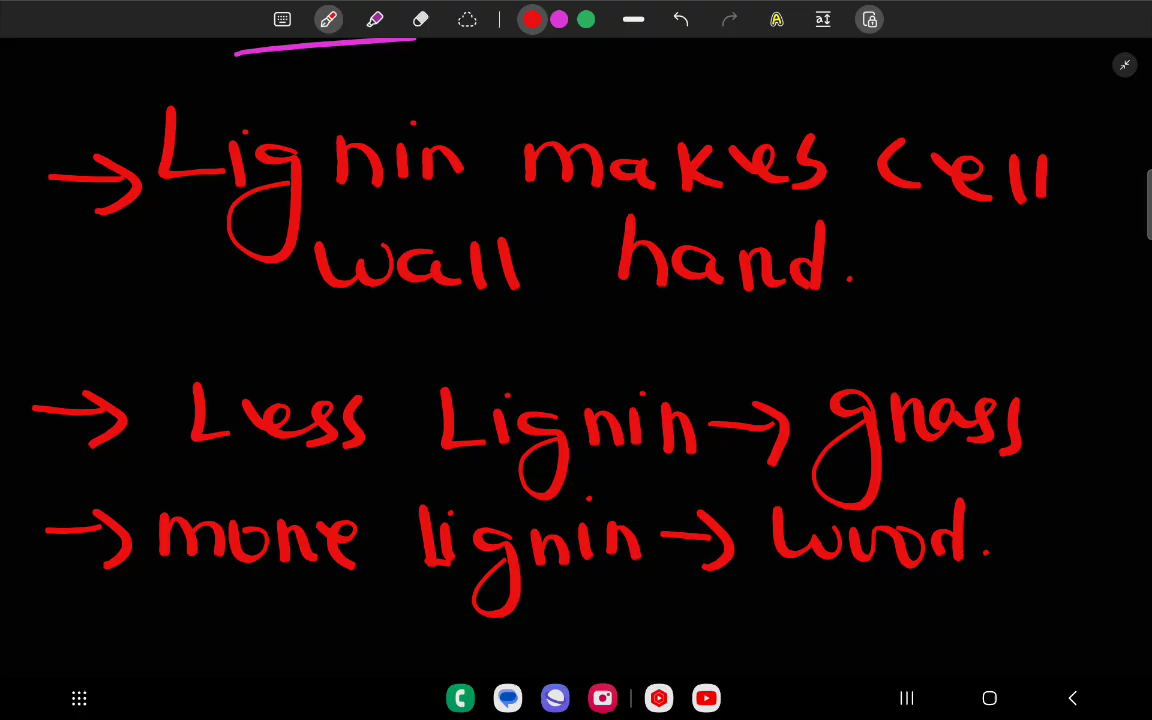 → Lignin makes cell
wall hard.
→ Less Lignin → grass
→ more lignin → wood.